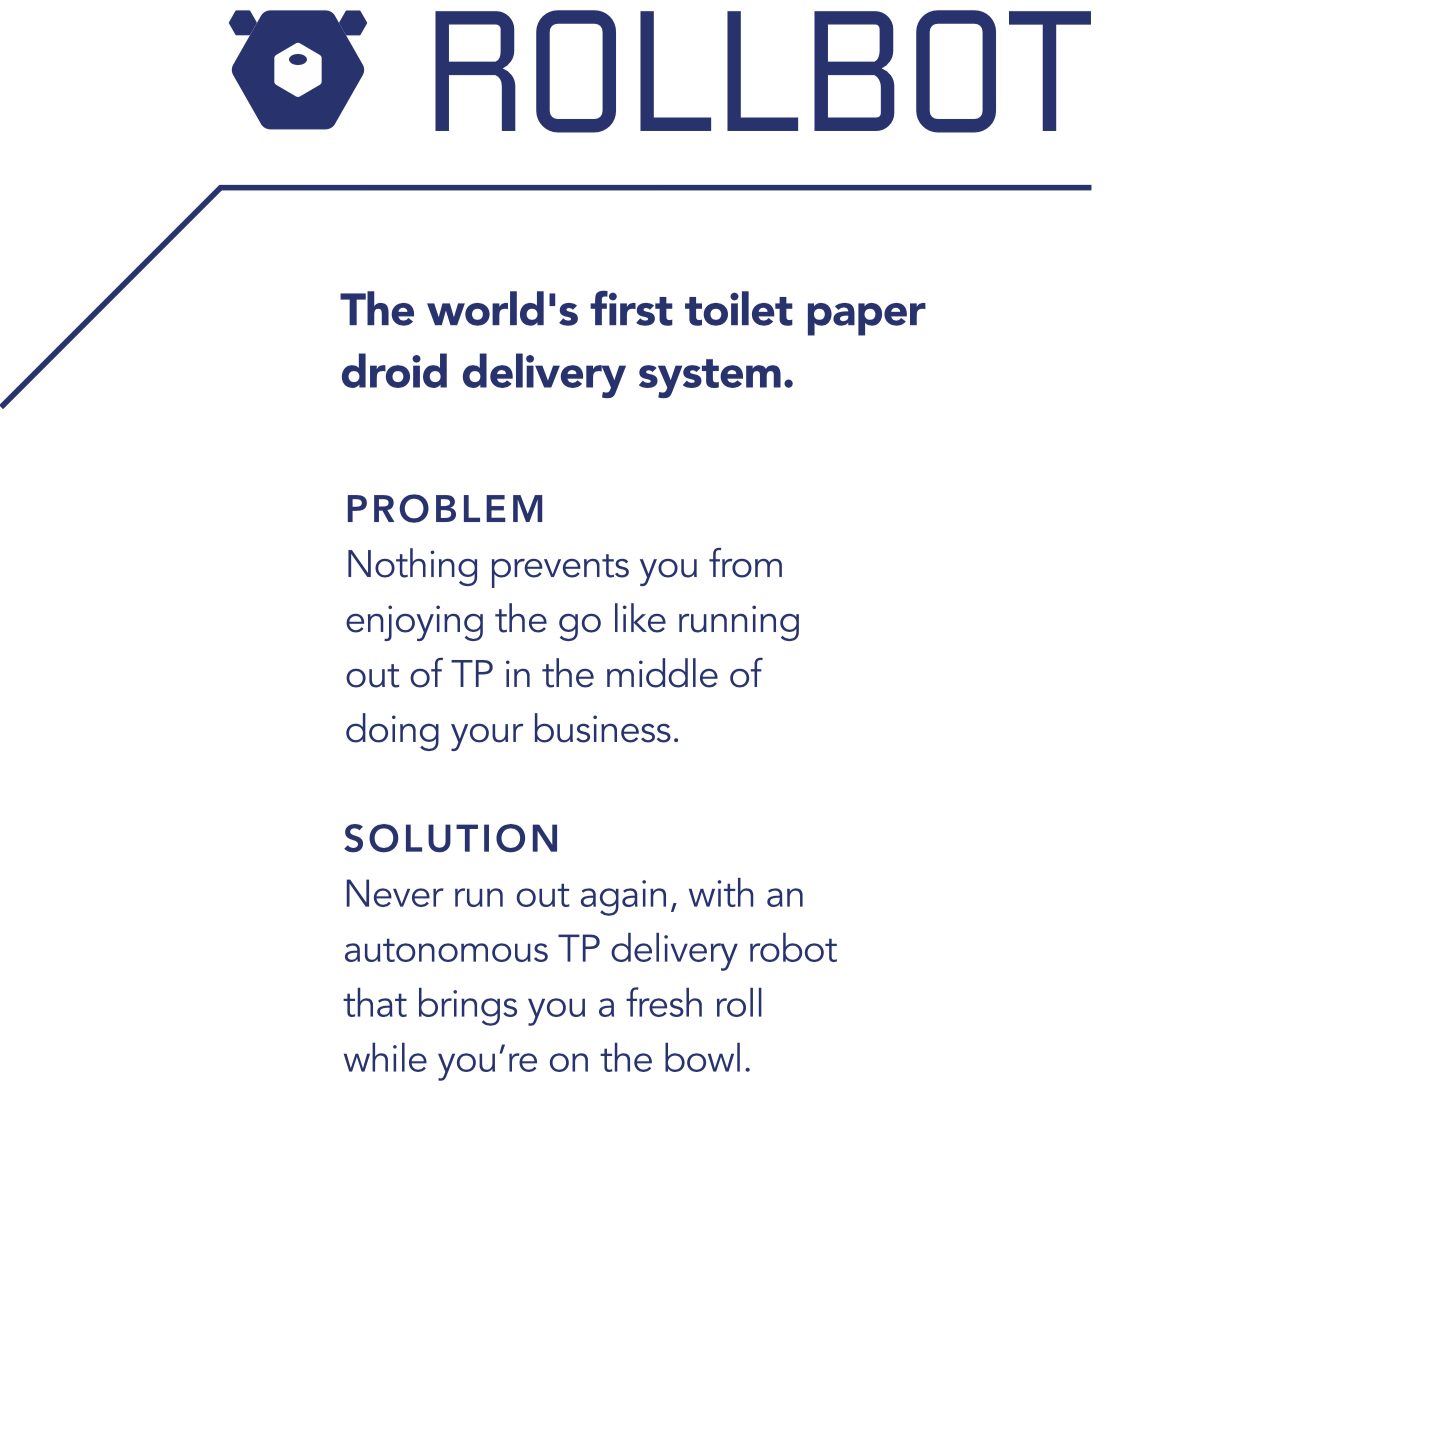 ROLLBOT
The world's first toilet paper
droid delivery system.
PROBLEM
Nothing prevents you from
enjoying the go like running
out of TP in the middle of
doing your business.
SOLUTION
Never run out again, with an
autonomous TP delivery robot
that brings you a fresh roll
while you’re on the bowl.